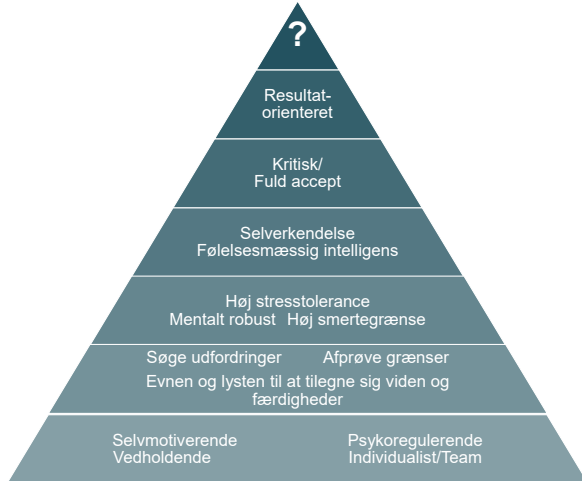 ?
Resultat-
orienteret
Kritisk/
Fuld accept
Selverkendelse
Følelsesmæssig intelligens
Høj stresstolerance
Mentalt robust Høj smertegrænse
Søge udfordringer Afprøve grænser
Evnen og lysten til at tilegne sig viden og
færdigheder
Selvmotiverende Psykoregulerende
Vedholdende Individualist/Team